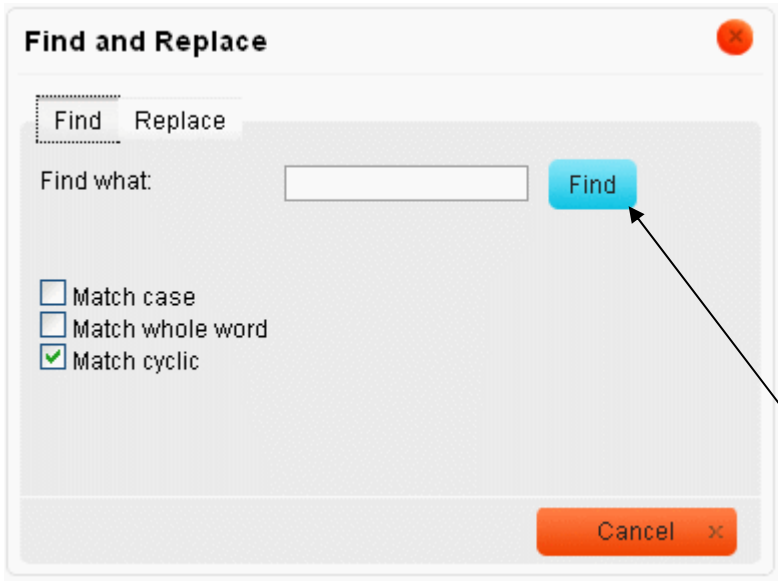 Find and Replace
Find Replace
Find what: Find
Match case
Match whole word
Match cyclic
Cancel